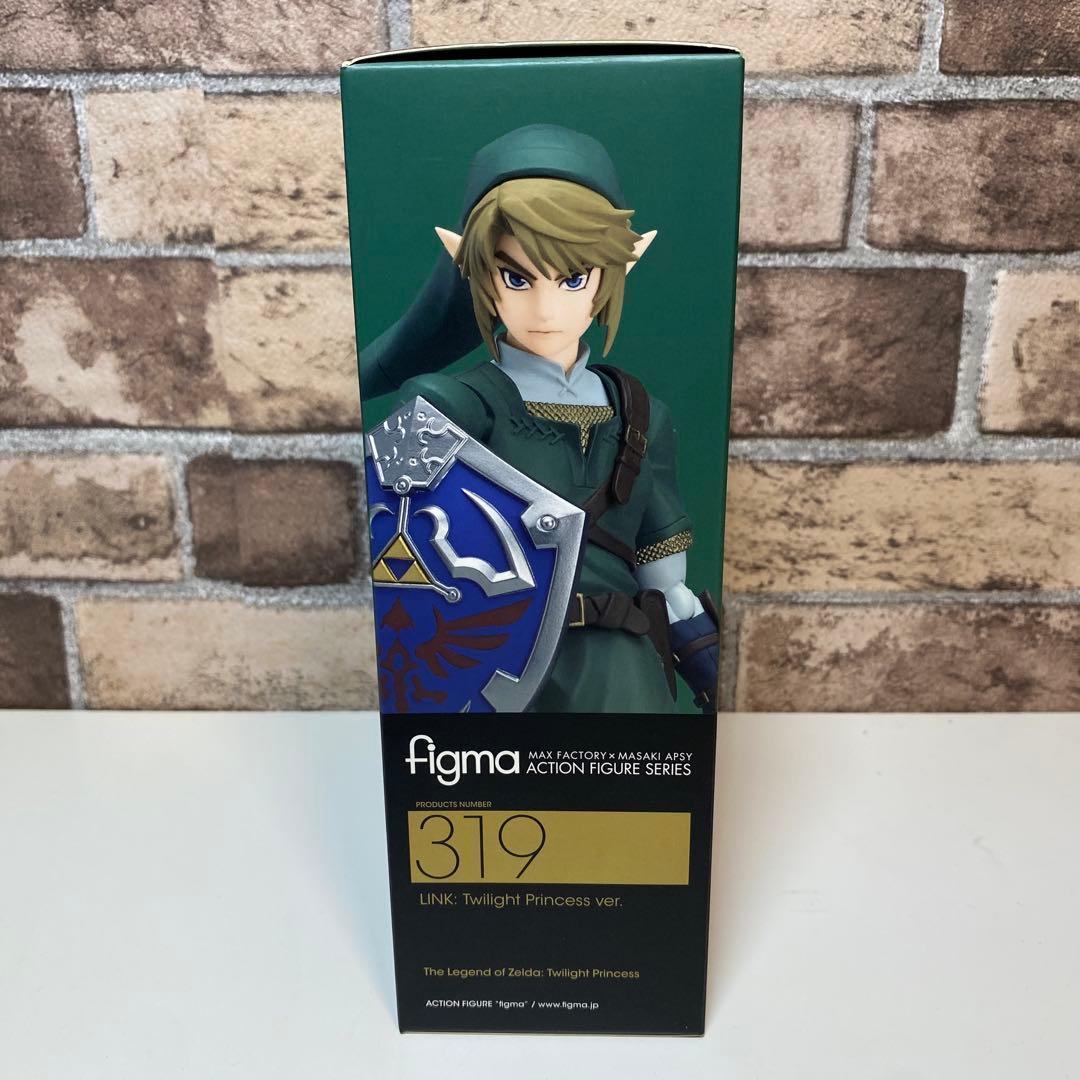 figma
MAX FACTORY × MASAKI APSY
ACTION FIGURE SERIES
PRODUCTS NUMBER
319
LINK: Twilight Princess ver.
The Legend of Zelda: Twilight Princess
ACTION FIGURE "figma" / www.figma.jp